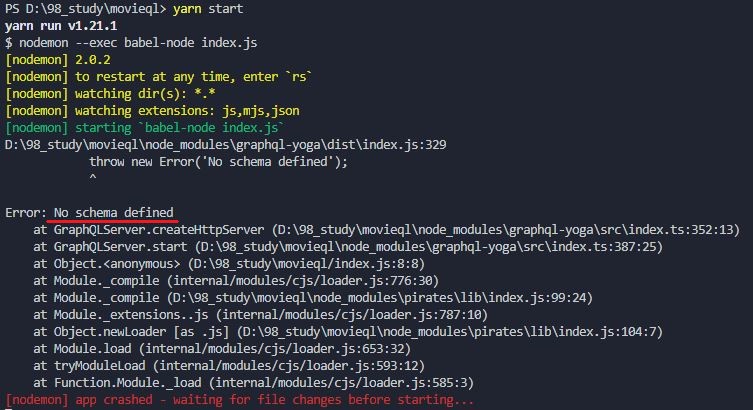 PS D:\98_study\movieql> yarn start
yarn run v1.21.1
$ nodemon --exec babel-node index.js
[nodemon] 2.0.2
[nodemon] to restart at any time, enter `rs`
[nodemon] watching dir(s): *.*
[nodemon] watching extensions: js,mjs,json
[nodemon] starting `babel-node index.js`
D:\98_study\movieql\node_modules\graphql-yoga\dist\index.js:329
            throw new Error('No schema defined');
            ^

Error: No schema defined
    at GraphQLServer.createHttpServer (D:\98_study\movieql\node_modules\graphql-yoga\src\index.ts:352:13)
    at GraphQLServer.start (D:\98_study\movieql\node_modules\graphql-yoga\src\index.ts:387:25)
    at Object.<anonymous> (D:\98_study\movieql/index.js:8:8)
    at Module._compile (internal/modules/cjs/loader.js:776:30)
    at Module._compile (D:\98_study\movieql\node_modules\pirates\lib\index.js:99:24)
    at Module._extensions..js (internal/modules/cjs/loader.js:787:10)
    at Object.newLoader [as .js] (D:\98_study\movieql\node_modules\pirates\lib\index.js:104:7)
    at Module.load (internal/modules/cjs/loader.js:653:32)
    at tryModuleLoad (internal/modules/cjs/loader.js:593:12)
    at Function.Module._load (internal/modules/cjs/loader.js:585:3)
[nodemon] app crashed - waiting for file changes before starting...